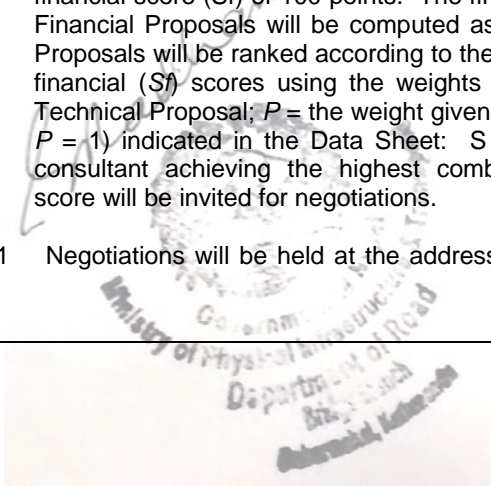 financial score (Sf) of 100 points. The fi
Financial Proposals will be computed as
Proposals will be ranked according to the
financial (Sf) scores using the weights
Technical Proposal; P = the weight given
P = 1) indicated in the Data Sheet: S
consultant achieving the highest comb
score will be invited for negotiations.
1 Negotiations will be held at the address
Ministry of Physical Infrastructure
Department of Road